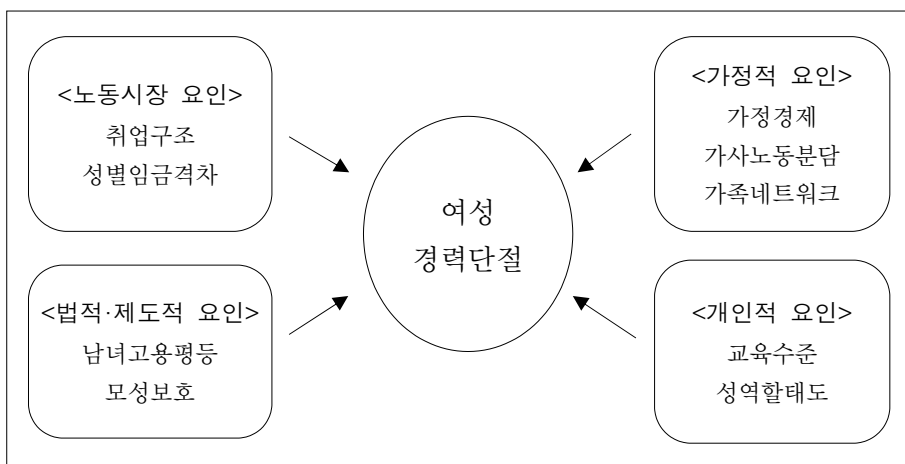 <노동시장 요인>
취업구조
성별임금격차
<가정적 요인>
가정경제
가사노동분담
가족네트워크
여성
경력단절
<법적·제도적 요인>
남녀고용평등
모성보호
<개인적 요인>
교육수준
성역할태도